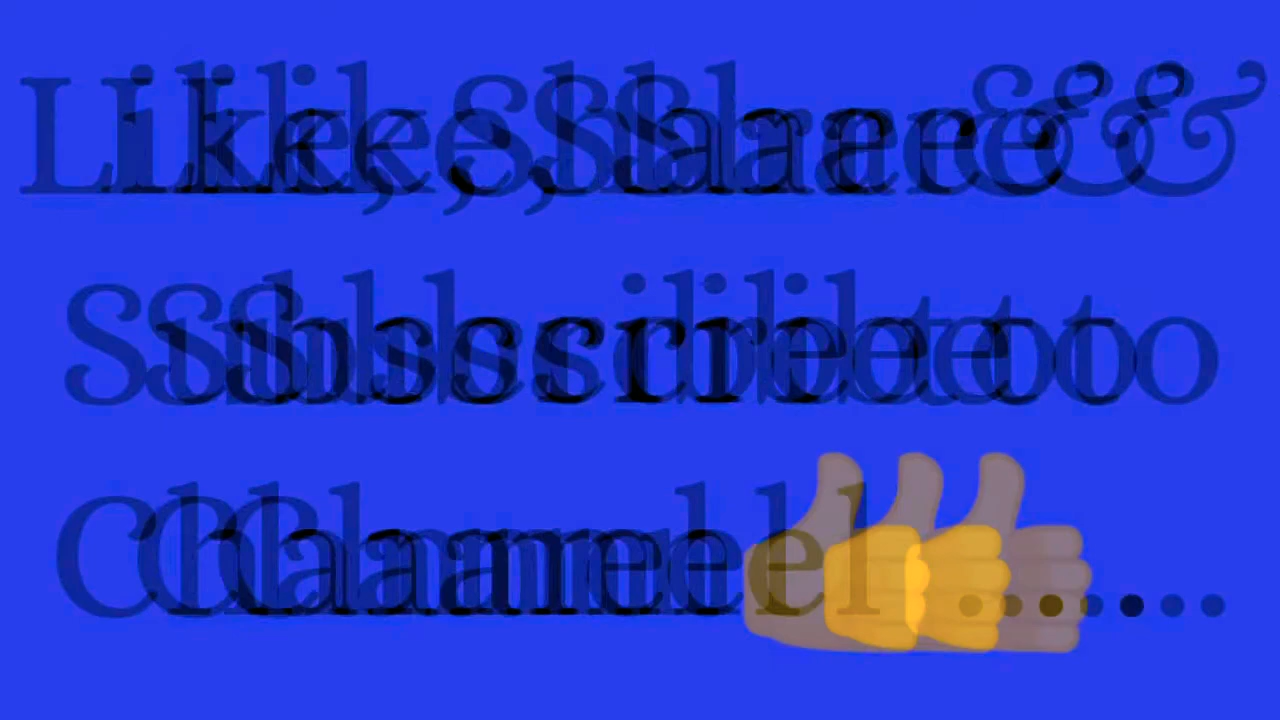 Like, Share &
Subscribe to
Channel 👍....